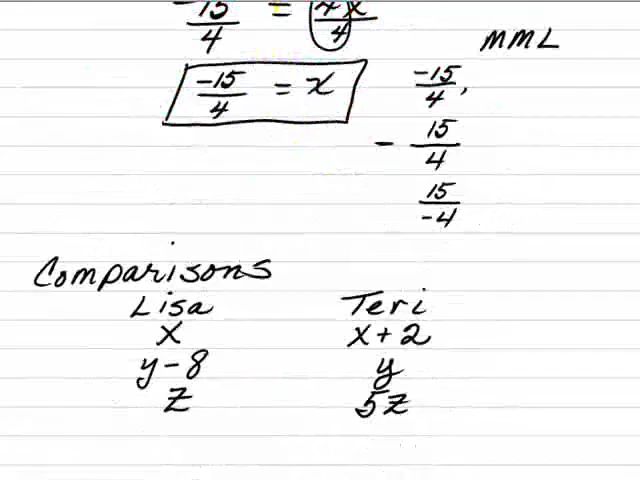 -15/4 = 4x/4
MML
-15/4 = x
-15/4,
- 15/4
15/-4
Comparisons
Lisa Teri
x x+2
y-8 y
z 5z